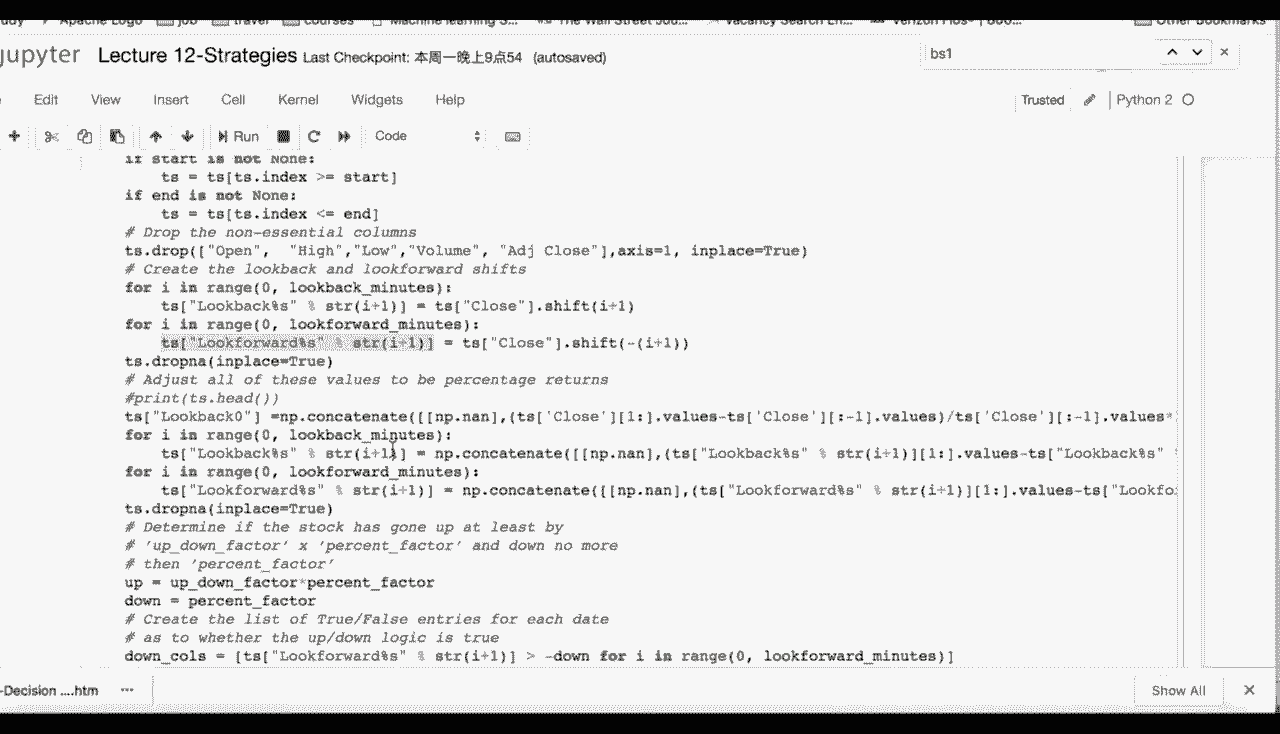 Apache Logo job travel courses Machine learning S... The Wall Street Jou... Vacancy Search En... Verizon Fios Other Bookmarks
jupyter Lecture 12-Strategies Last Checkpoint: 本周一晚上9点54 (autosaved)
bs1
Edit View Insert Cell Kernel Widgets Help
Trusted Python 2
Run Code
if start is not None:
ts = ts[ts.index >= start]
if end is not None:
ts = ts[ts.index <= end]
# Drop the non-essential columns
ts.drop(["Open", "High","Low","Volume", "Adj Close"],axis=1, inplace=True)
# Create the lookback and lookforward shifts
for i in range(0, lookback_minutes):
ts["Lookback%s" % str(i+1)] = ts["Close"].shift(i+1)
for i in range(0, lookforward_minutes):
ts["Lookforward%s" % str(i+1)] = ts["Close"].shift(-(i+1))
ts.dropna(inplace=True)
# Adjust all of these values to be percentage returns
#print(ts.head())
ts["Lookback0"] =np.concatenate([[np.nan],(ts['Close'][1:].values-ts['Close'][:-1].values)/ts['Close'][:-1].values*
for i in range(0, lookback_minutes):
ts["Lookback%s" % str(i+1)] = np.concatenate([[np.nan],(ts["Lookback%s" % str(i+1)][1:].values-ts["Lookback%s"
for i in range(0, lookforward_minutes):
ts["Lookforward%s" % str(i+1)] = np.concatenate([[np.nan],(ts["Lookforward%s" % str(i+1)][1:].values-ts["Lookfo
ts.dropna(inplace=True)
# Determine if the stock has gone up at least by
# 'up_down_factor' x 'percent_factor' and down no more
# then 'percent_factor'
up = up_down_factor*percent_factor
down = percent_factor
# Create the list of True/False entries for each date
# as to whether the up/down logic is true
down_cols = [ts["Lookforward%s" % str(i+1)] > -down for i in range(0, lookforward_minutes)]
-Decision ....htm Show All